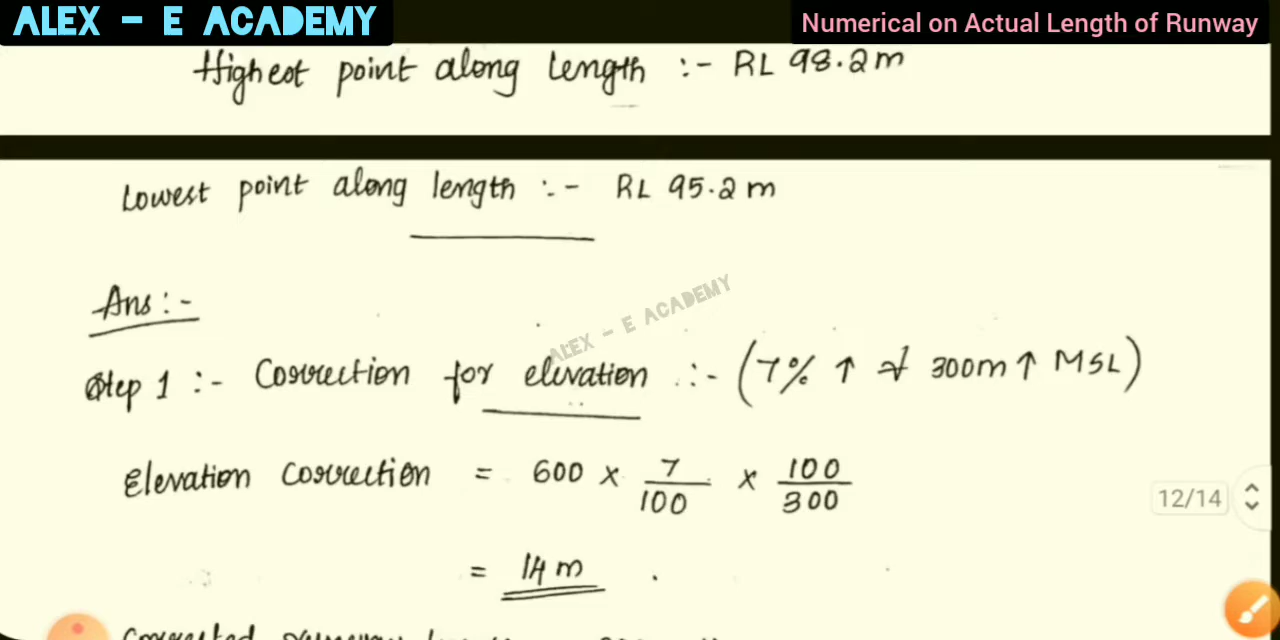 ALEX - E ACADEMY
Numerical on Actual Length of Runway
Highest point along length :- RL 98.2m
Lowest point along length :- RL 95.2 m
Ans :-
ALEX - E ACADEMY
Step 1 :- Correction for elevation :- (7% ↑ 300m ↑ MSL)
Elevation Correction = 600 × 7/100 × 100/300
12/14
= 14 m
Corrected runway